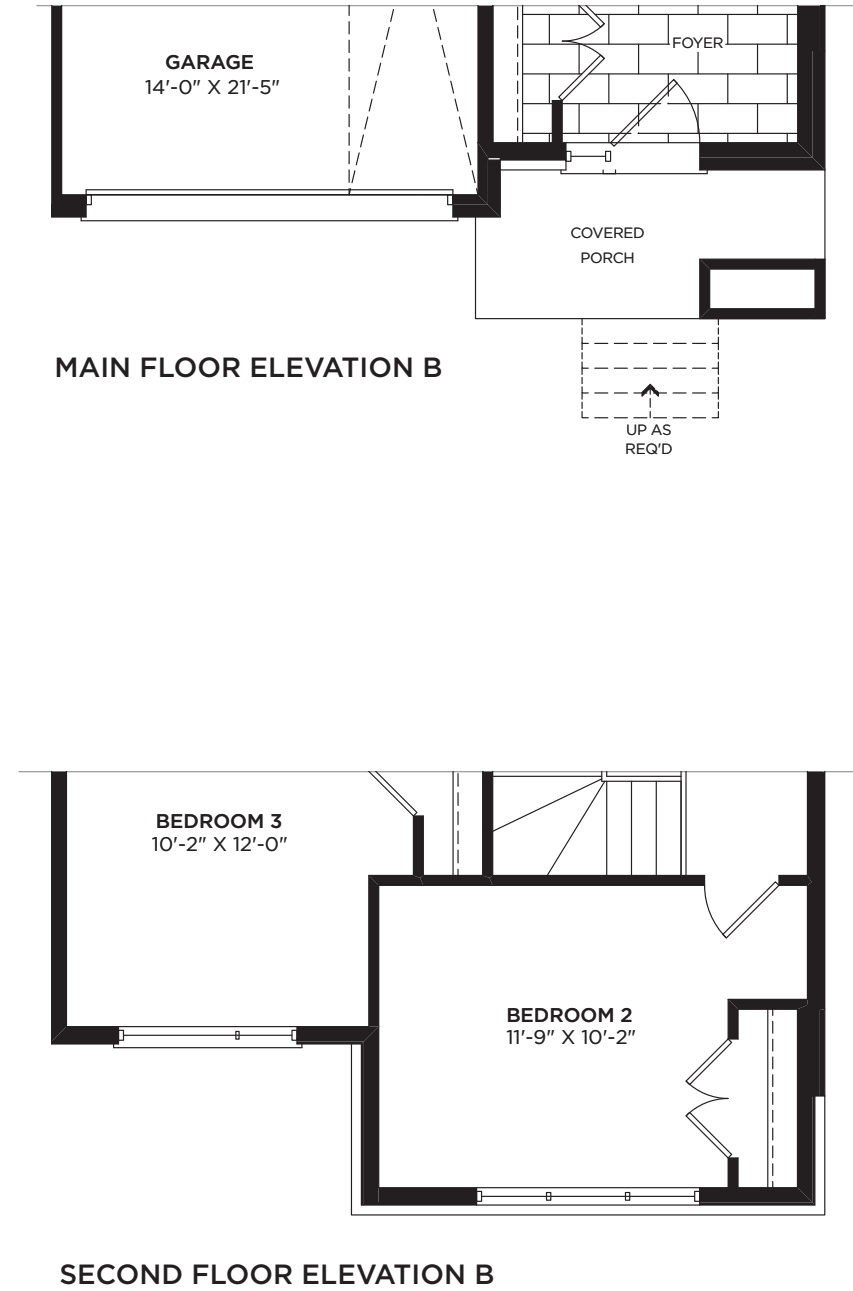 GARAGE
14'-0" X 21'-5"
FOYER
COVERED
PORCH
MAIN FLOOR ELEVATION B
UP AS
REQ'D
BEDROOM 3
10'-2" X 12'-0"
BEDROOM 2
11'-9" X 10'-2"
SECOND FLOOR ELEVATION B